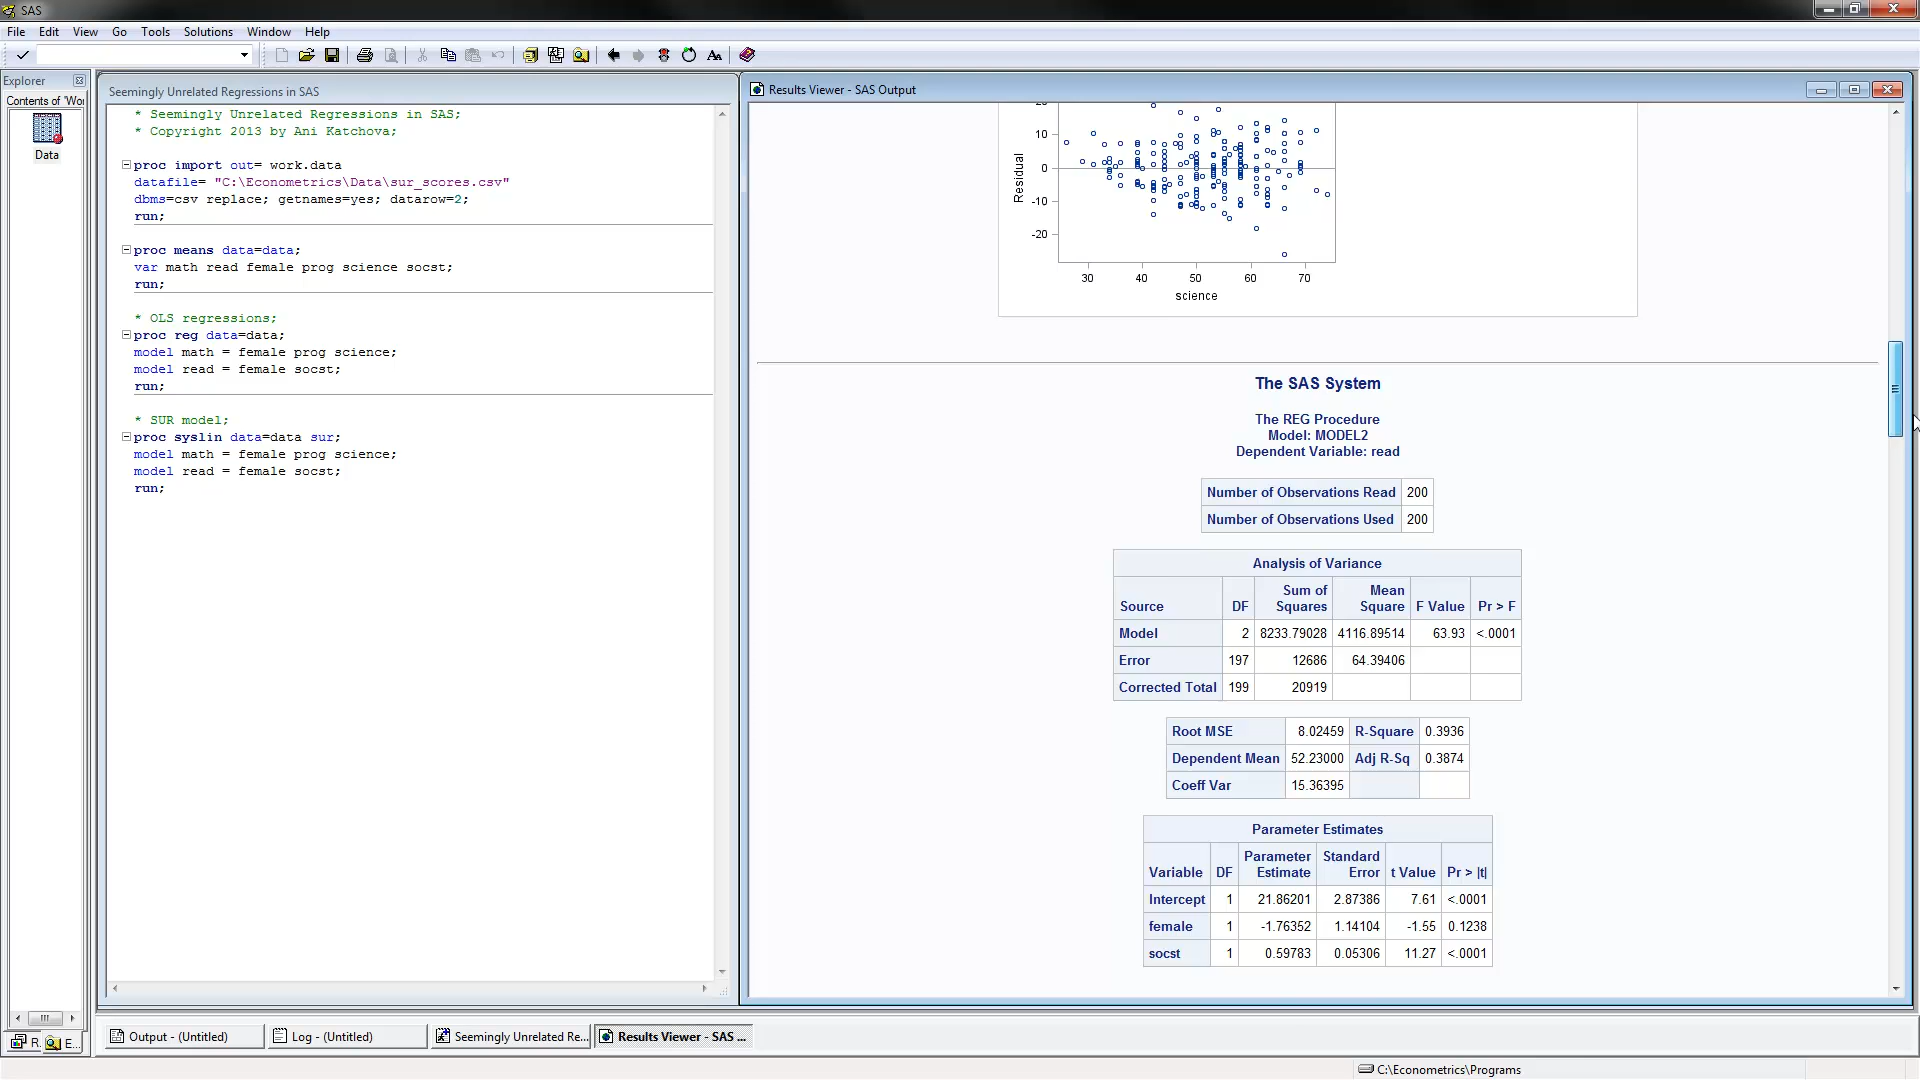 SAS
File Edit View Go Tools Solutions Window Help
Explorer
Contents of 'Wor
Data
Seemingly Unrelated Regressions in SAS
* Seemingly Unrelated Regressions in SAS;
* Copyright 2013 by Ani Katchova;
proc import out= work.data
datafile= "C:\Econometrics\Data\sur_scores.csv"
dbms=csv replace; getnames=yes; datarow=2;
run;
proc means data=data;
var math read female prog science socst;
run;
* OLS regressions;
proc reg data=data;
model math = female prog science;
model read = female socst;
run;
* SUR model;
proc syslin data=data sur;
model math = female prog science;
model read = female socst;
run;
Results Viewer - SAS Output
10
0
-10
-20
Residual
30 40 50 60 70
science
The SAS System
The REG Procedure
Model: MODEL2
Dependent Variable: read
Number of Observations Read 200
Number of Observations Used 200
Analysis of Variance
Source DF Sum of Squares Mean Square F Value Pr > F
Model 2 8233.79028 4116.89514 63.93 <.0001
Error 197 12686 64.39406
Corrected Total 199 20919
Root MSE 8.02459 R-Square 0.3936
Dependent Mean 52.23000 Adj R-Sq 0.3874
Coeff Var 15.36395
Parameter Estimates
Variable DF Parameter Estimate Standard Error t Value Pr > |t|
Intercept 1 21.86201 2.87386 7.61 <.0001
female 1 -1.76352 1.14104 -1.55 0.1238
socst 1 0.59783 0.05306 11.27 <.0001
R. E...
Output - (Untitled) Log - (Untitled) Seemingly Unrelated Re... Results Viewer - SAS ...
C:\Econometrics\Programs